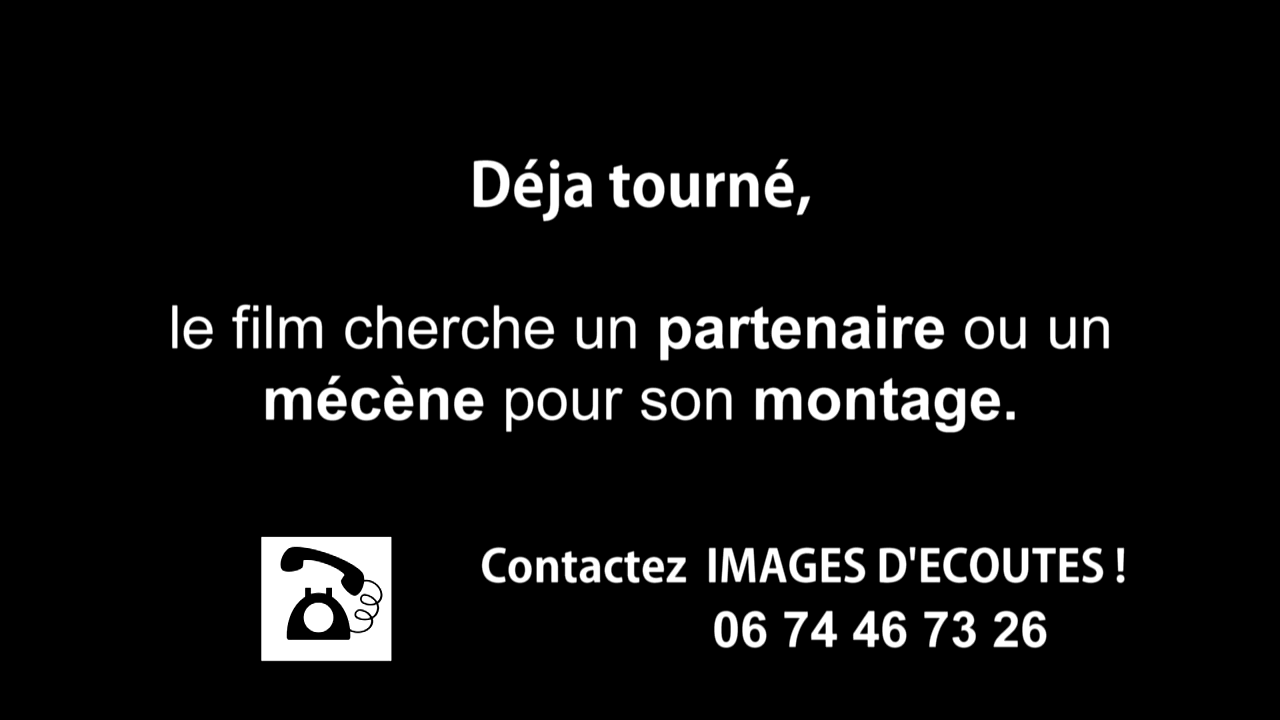 Déja tourné,
le film cherche un partenaire ou un
mécène pour son montage.
Contactez IMAGES D'ECOUTES !
06 74 46 73 26